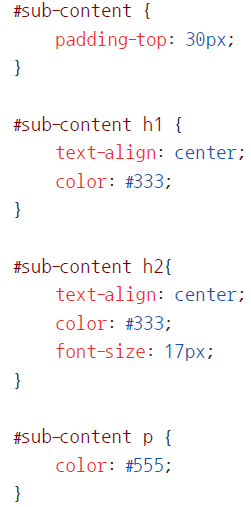 #sub-content {
    padding-top: 30px;
}

#sub-content h1 {
    text-align: center;
    color: #333;
}

#sub-content h2{
    text-align: center;
    color: #333;
    font-size: 17px;
}

#sub-content p {
    color: #555;
}